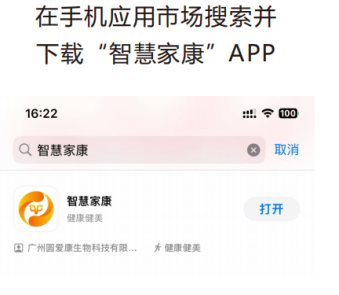 在手机应用市场搜索并
下载“智慧家康”APP
16:22
100
智慧家康
取消
智慧家康
健康健美
打开
广州圆爱康生物科技有限...
健康健美